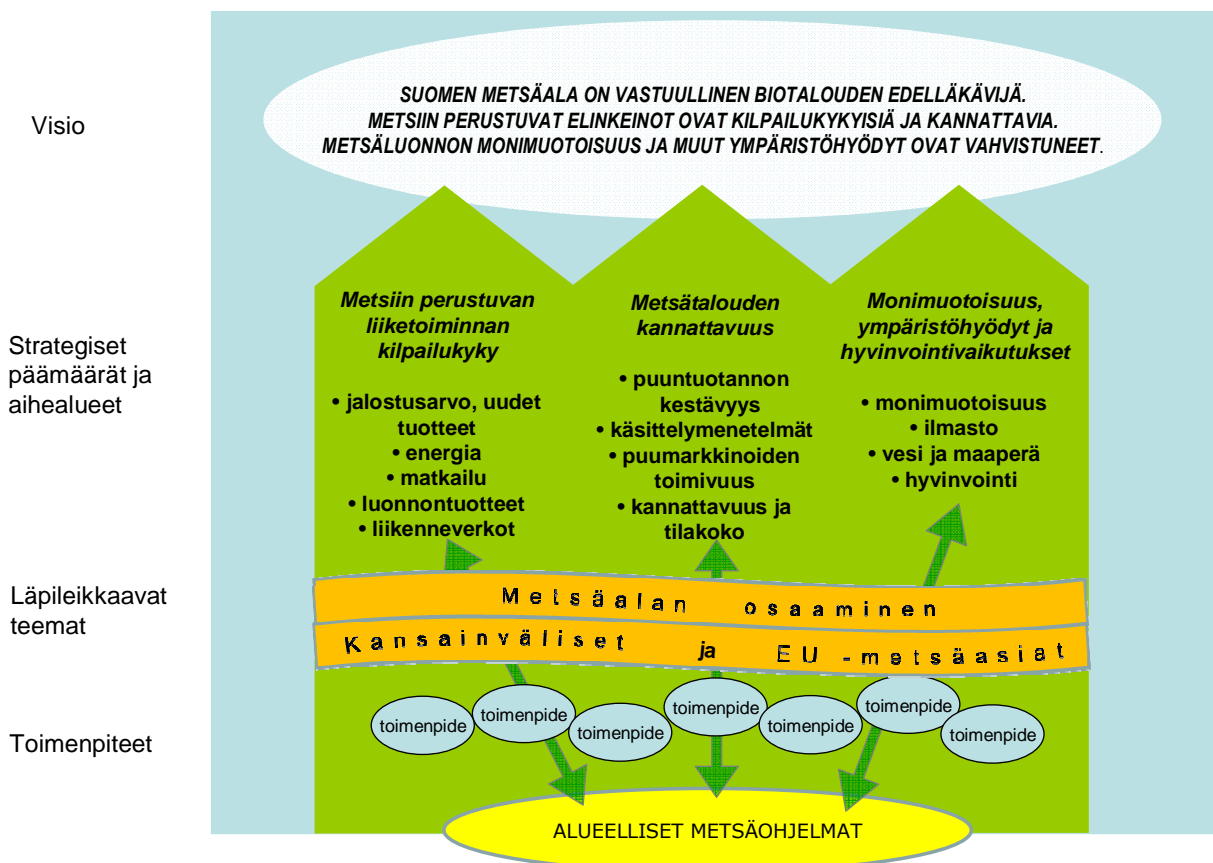 Visio
SUOMEN METSÄALA ON VASTUULLINEN BIOTALOUDEN EDELLÄKÄVIJÄ.
METSIIN PERUSTUVAT ELINKEINOT OVAT KILPAILUKYKYISIÄ JA KANNATTAVIA.
METSÄLUONNON MONIMUOTOISUUS JA MUUT YMPÄRISTÖHYÖDYT OVAT VAHVISTUNEET.
Strategiset
päämäärät ja
aihealueet
Metsiin perustuvan
liiketoiminnan
kilpailukyky
• jalostusarvo, uudet
tuotteet
• energia
• matkailu
• luonnontuotteet
• liikenneverkot
Metsätalouden
kannattavuus
• puuntuotannon
kestävyys
• käsittelymenetelmät
• puumarkkinoiden
toimivuus
• kannattavuus ja
tilakoko
Monimuotoisuus,
ympäristöhyödyt ja
hyvinvointivaikutukset
• monimuotoisuus
• ilmasto
• vesi ja maaperä
• hyvinvointi
Läpileikkaavat
teemat
Metsäalan osaaminen
Kansainväliset ja EU -metsäasiat
Toimenpiteet
toimenpide
toimenpide
toimenpide
toimenpide
toimenpide
toimenpide
toimenpide
ALUEELLISET METSÄOHJELMAT